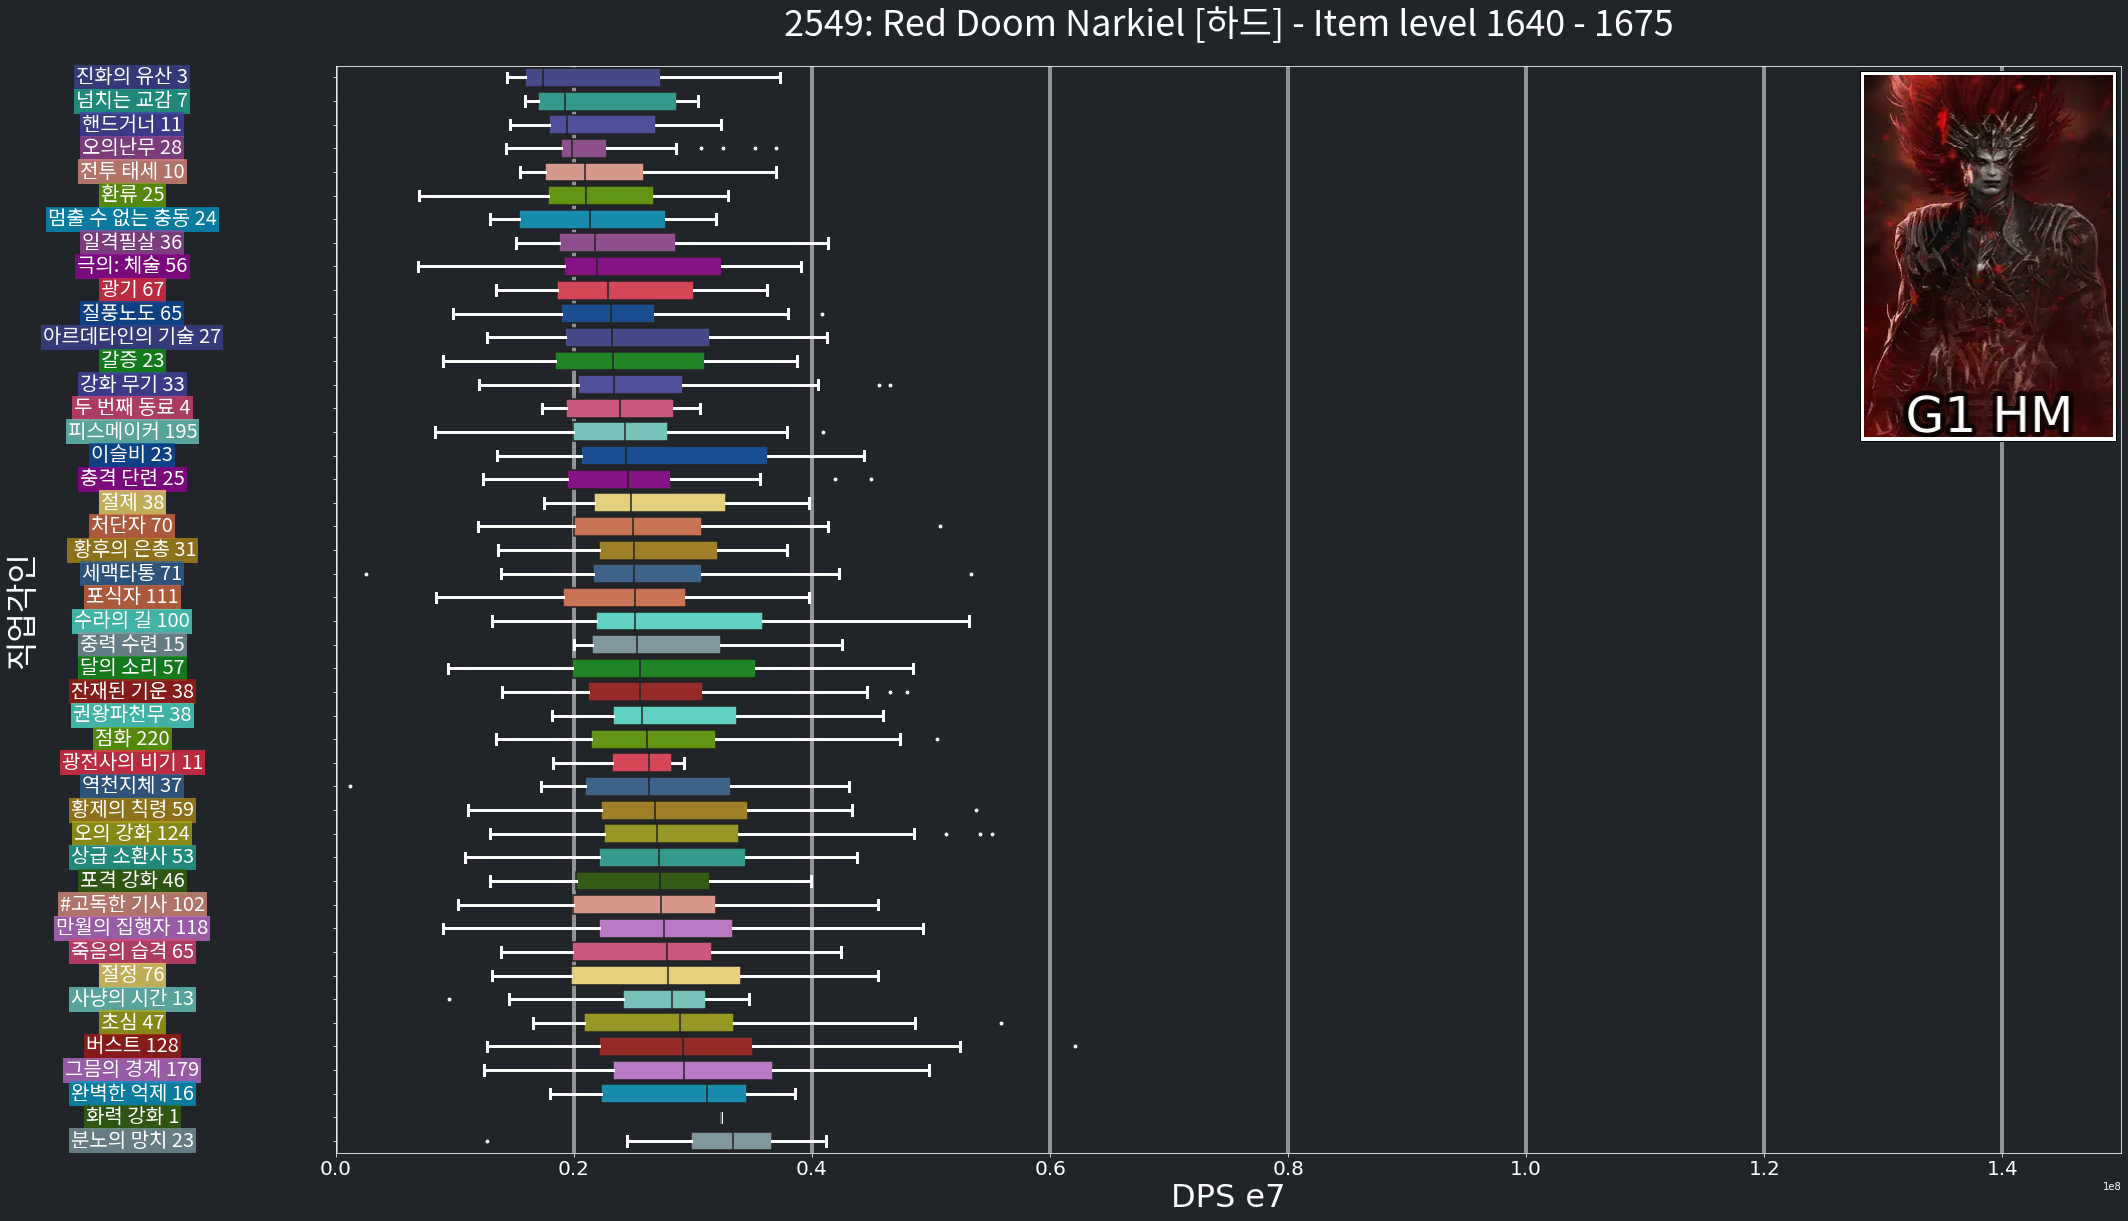 2549: Red Doom Narkiel [하드] - Item level 1640 - 1675
진화의 유산 3
넘치는 교감 7
핸드거너 11
오의난무 28
전투 태세 10
환류 25
멈출 수 없는 충동 24
일격필살 36
극의: 체술 56
광기 67
질풍노도 65
아르데타인의 기술 27
갈증 23
강화 무기 33
두 번째 동료 4
피스메이커 195
이슬비 23
충격 단련 25
절제 38
처단자 70
황후의 은총 31
세맥타통 71
포식자 111
수라의 길 100
중력 수련 15
달의 소리 57
잔재된 기운 38
권왕파천무 38
점화 220
광전사의 비기 11
역천지체 37
황제의 칙령 59
오의 강화 124
상급 소환사 53
포격 강화 46
#고독한 기사 102
만월의 집행자 118
죽음의 습격 65
절정 76
사냥의 시간 13
초심 47
버스트 128
그믐의 경계 179
완벽한 억제 16
화력 강화 1
분노의 망치 23
직업각인
G1 HM
0.0 0.2 0.4 0.6 0.8 1.0 1.2 1.4
1e8
DPS e7